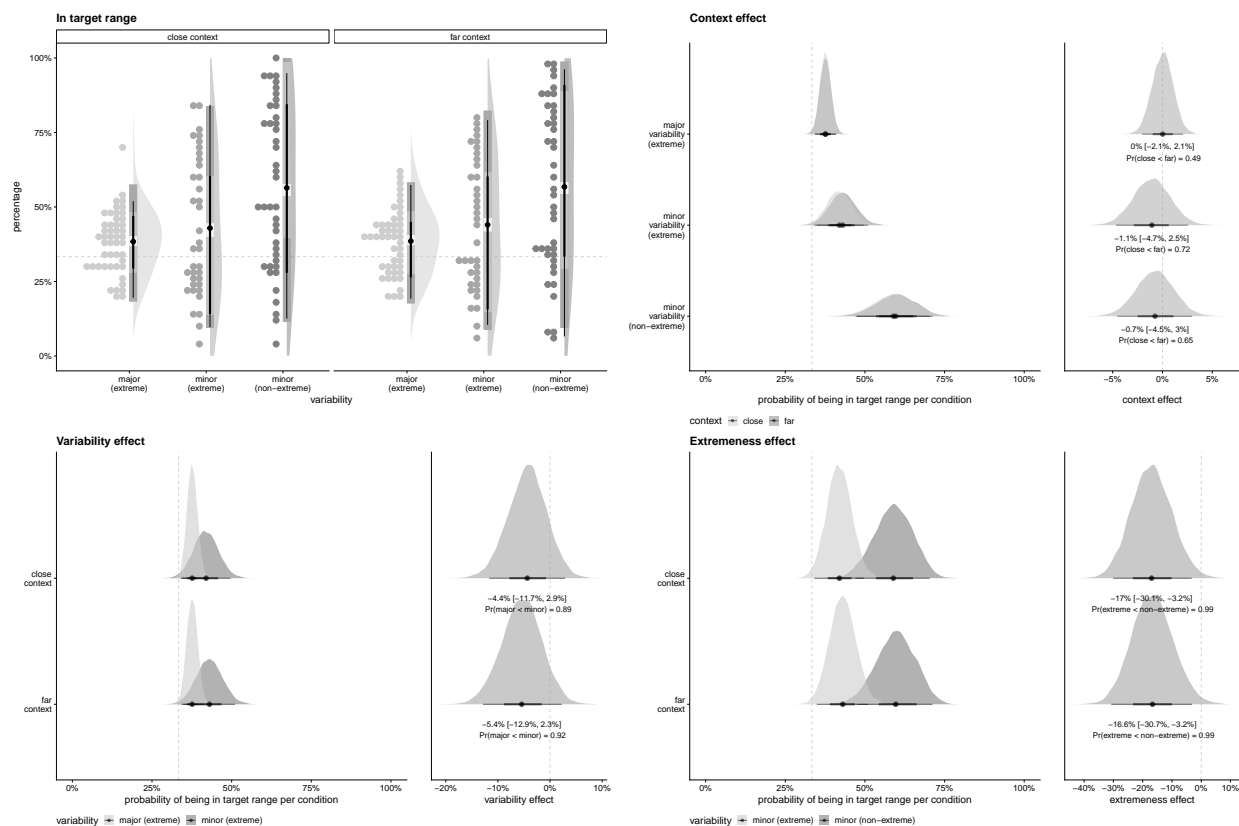 In target range
close context
far context
100%
75%
50%
25%
0%
percentage
major
(extreme)
minor
(extreme)
minor
(non−extreme)
major
(extreme)
minor
(extreme)
minor
(non−extreme)
variability
Context effect
major
variability
(extreme)
minor
variability
(extreme)
minor
variability
(non−extreme)
0%
25%
50%
75%
100%
probability of being in target range per condition
0% [−2.1%, 2.1%]
Pr(close < far) = 0.49
−1.1% [−4.7%, 2.5%]
Pr(close < far) = 0.72
−0.7% [−4.5%, 3%]
Pr(close < far) = 0.65
−5%
0%
5%
context effect
context close far
Variability effect
close
context
far
context
0%
25%
50%
75%
100%
probability of being in target range per condition
−4.4% [−11.7%, 2.9%]
Pr(major < minor) = 0.89
−5.4% [−12.9%, 2.3%]
Pr(major < minor) = 0.92
−20%
−10%
0%
10%
variability effect
variability major (extreme) minor (extreme)
Extremeness effect
close
context
far
context
0%
25%
50%
75%
100%
probability of being in target range per condition
−17% [−30.1%, −3.2%]
Pr(extreme < non−extreme) = 0.99
−16.6% [−30.7%, −3.2%]
Pr(extreme < non−extreme) = 0.99
−40%
−30%
−20%
−10%
0%
10%
extremeness effect
variability minor (extreme) minor (non−extreme)